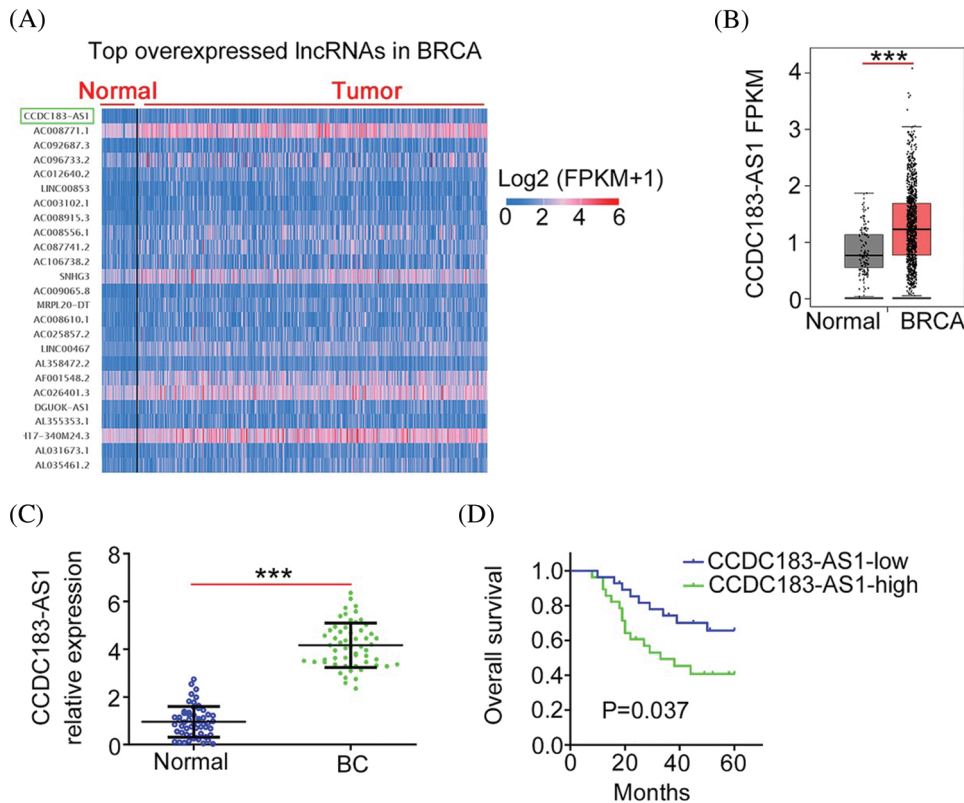 (A)
Top overexpressed lncRNAs in BRCA
Normal Tumor
CCDC183-AS1
AC008771.1
AC092687.3
AC096733.2
AC012640.2
LINC00853
AC003102.1
AC008915.3
AC008556.1
AC087741.2
AC106738.2
SNHG3
AC009065.8
MRPL20-DT
AC008610.1
AC025857.2
LINC00467
AL358472.2
AF001548.2
AC026401.3
DGUOK-AS1
AL355353.1
H17-340M24.3
AL031673.1
AL035461.2
Log2 (FPKM+1)
0 2 4 6
(B)
***
CCDC183-AS1 FPKM
4
3
2
1
0
Normal BRCA
(C)
***
CCDC183-AS1
relative expression
8
6
4
2
0
Normal BC
(D)
CCDC183-AS1-low
CCDC183-AS1-high
Overall survival
1.0
0.8
0.6
0.4
0.2
0.0
P=0.037
0 20 40 60
Months